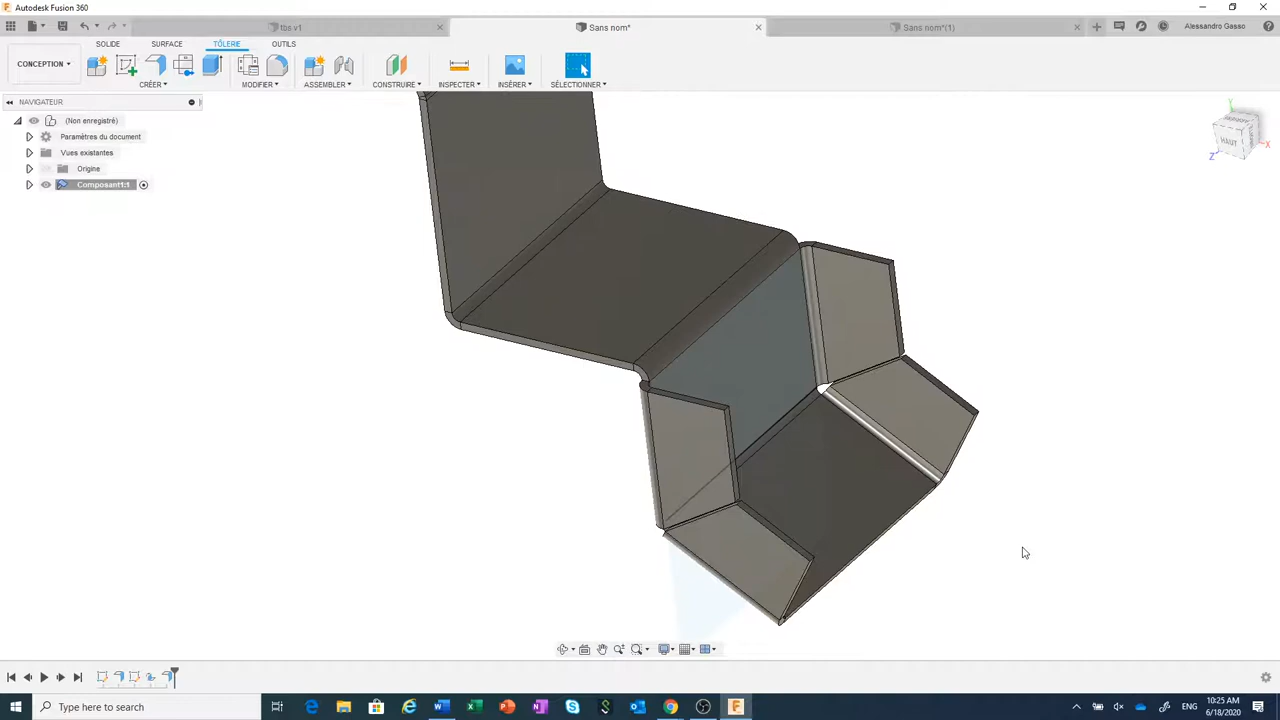 Autodesk Fusion 360
tbs v1
Sans nom*
Sans nom*(1)
Alessandro Gasso
CONCEPTION
SOLIDE SURFACE TÔLERIE OUTILS
CRÉER MODIFIER ASSEMBLER CONSTRUIRE INSPECTER INSÉRER SÉLECTIONNER
NAVIGATEUR
(Non enregistré)
Paramètres du document
Vues existantes
Origine
Composant1:1
Y
X
Z
HAUT
Type here to search
ENG
10:25 AM
6/18/2020